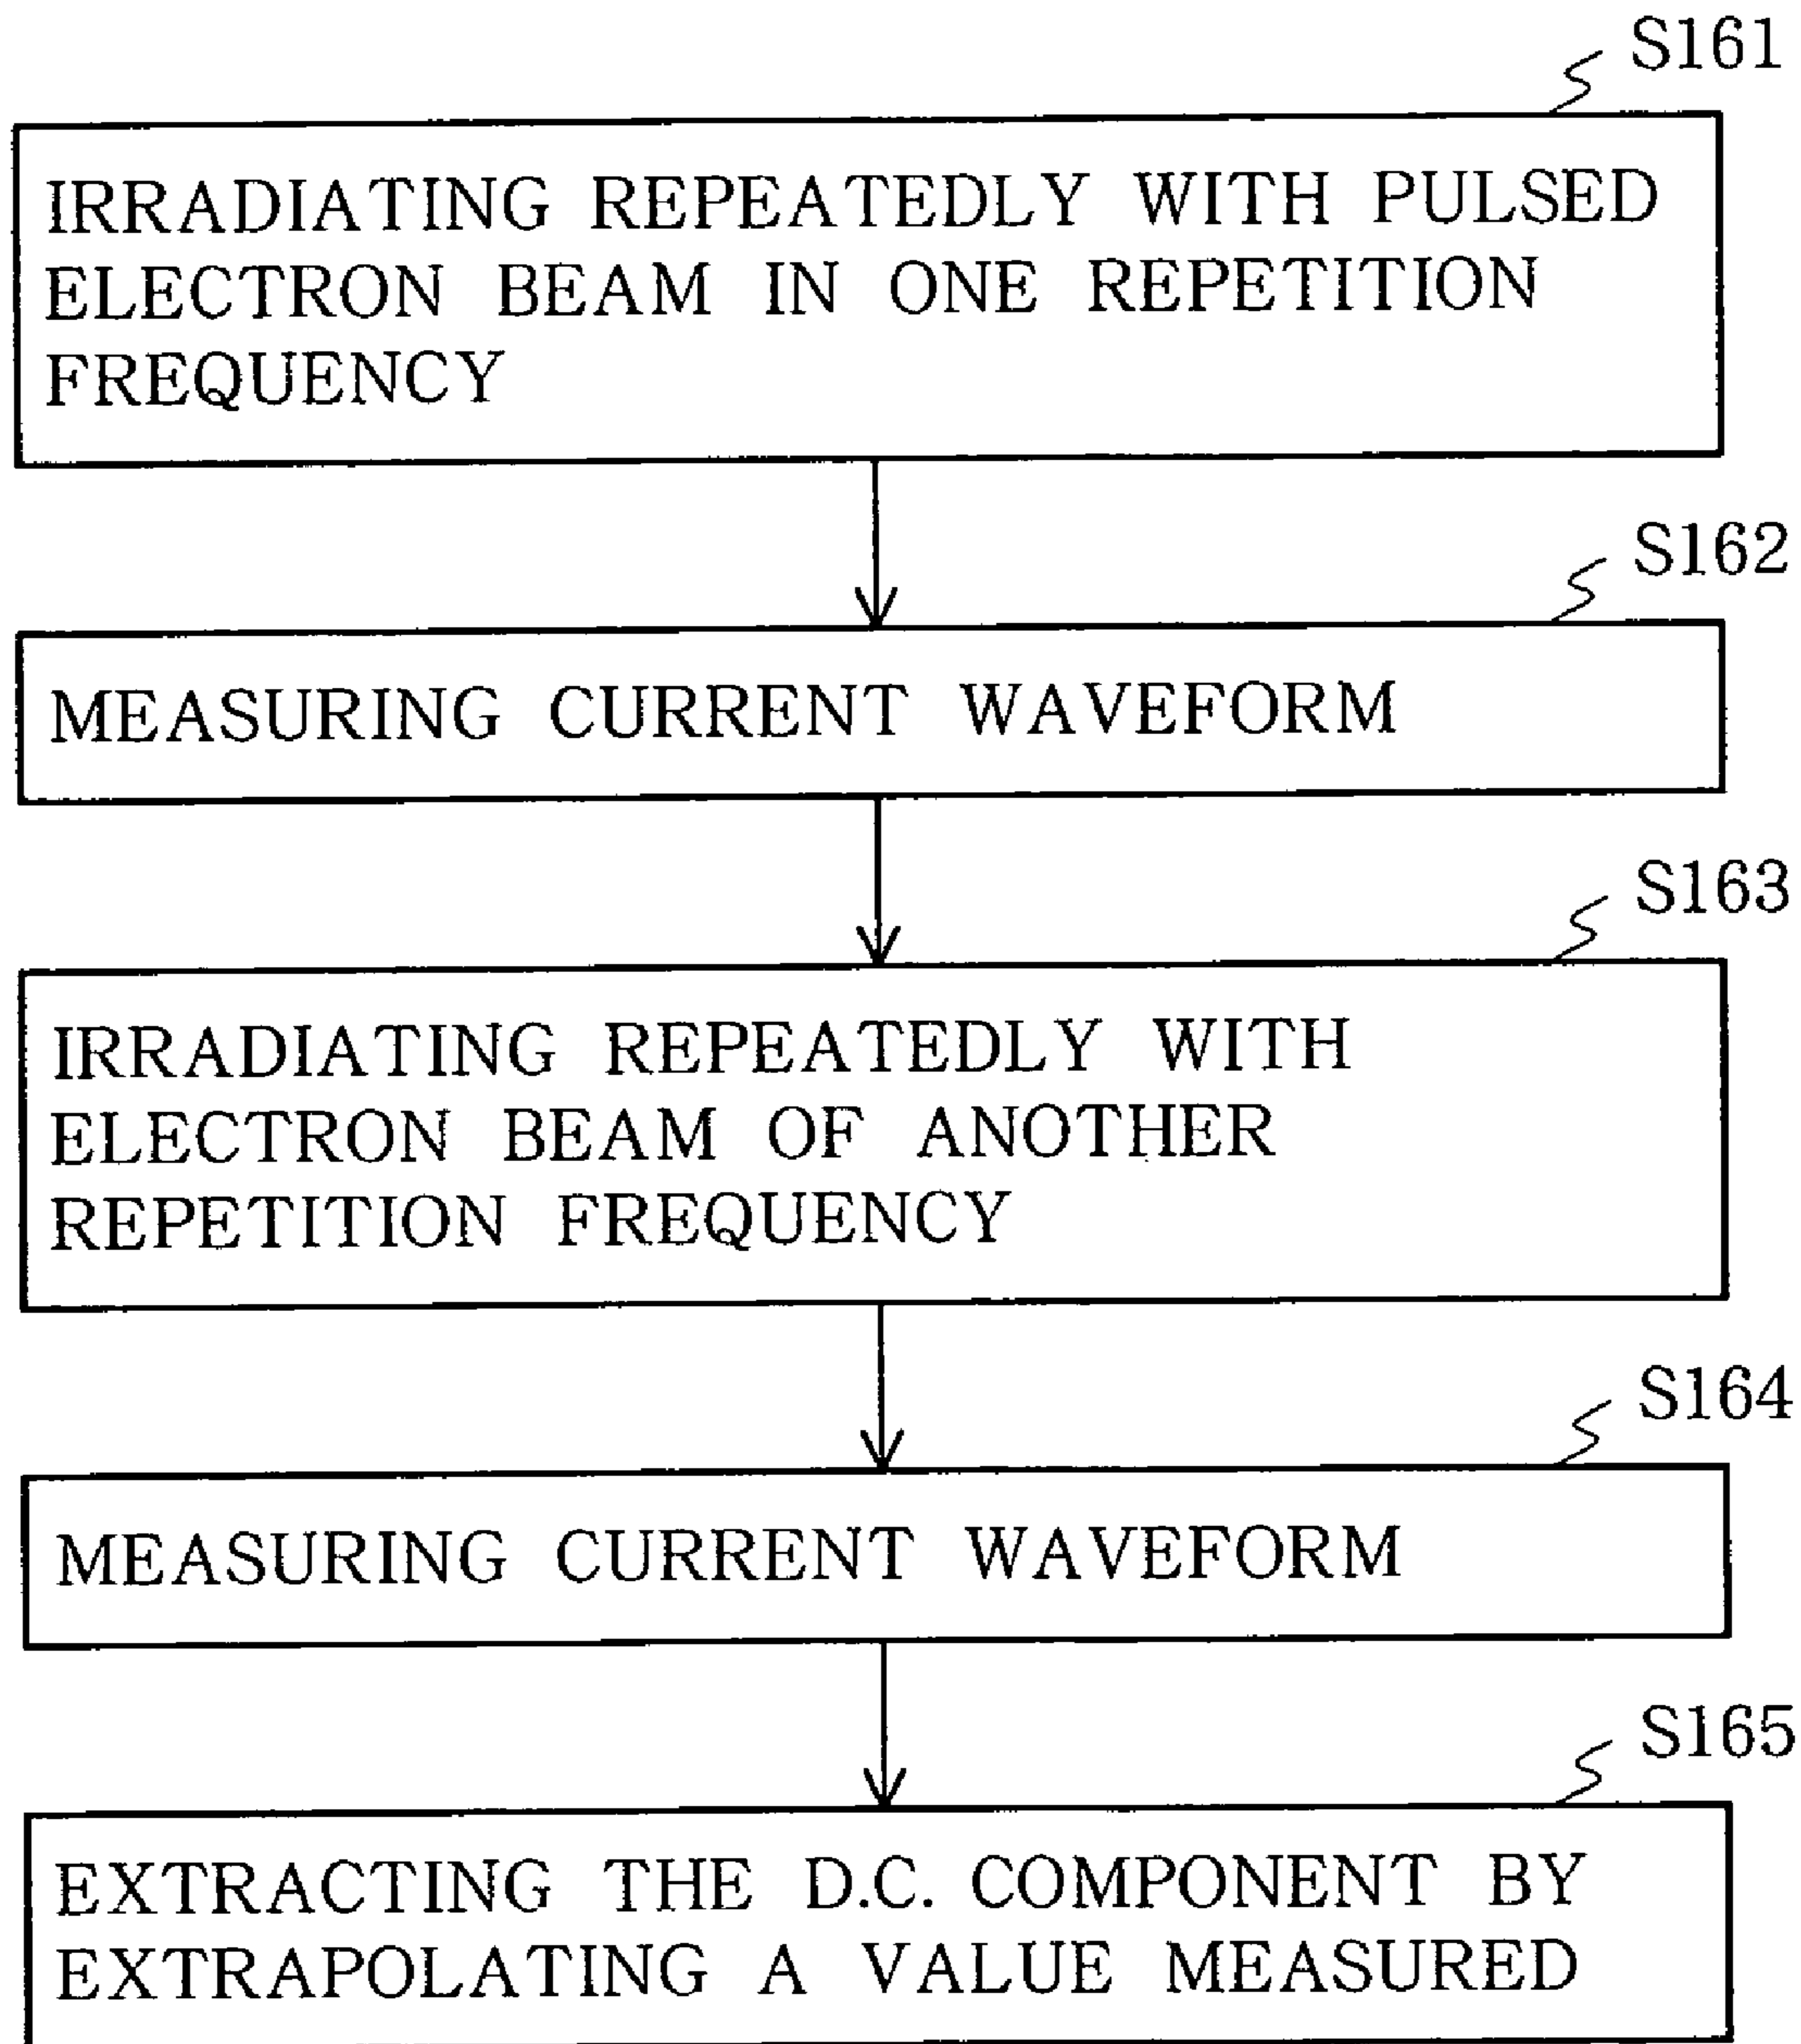 S161
IRRADIATING REPEATEDLY WITH PULSED
ELECTRON BEAM IN ONE REPETITION
FREQUENCY
S162
MEASURING CURRENT WAVEFORM
S163
IRRADIATING REPEATEDLY WITH
ELECTRON BEAM OF ANOTHER
REPETITION FREQUENCY
S164
MEASURING CURRENT WAVEFORM
S165
EXTRACTING THE D.C. COMPONENT BY
EXTRAPOLATING A VALUE MEASURED